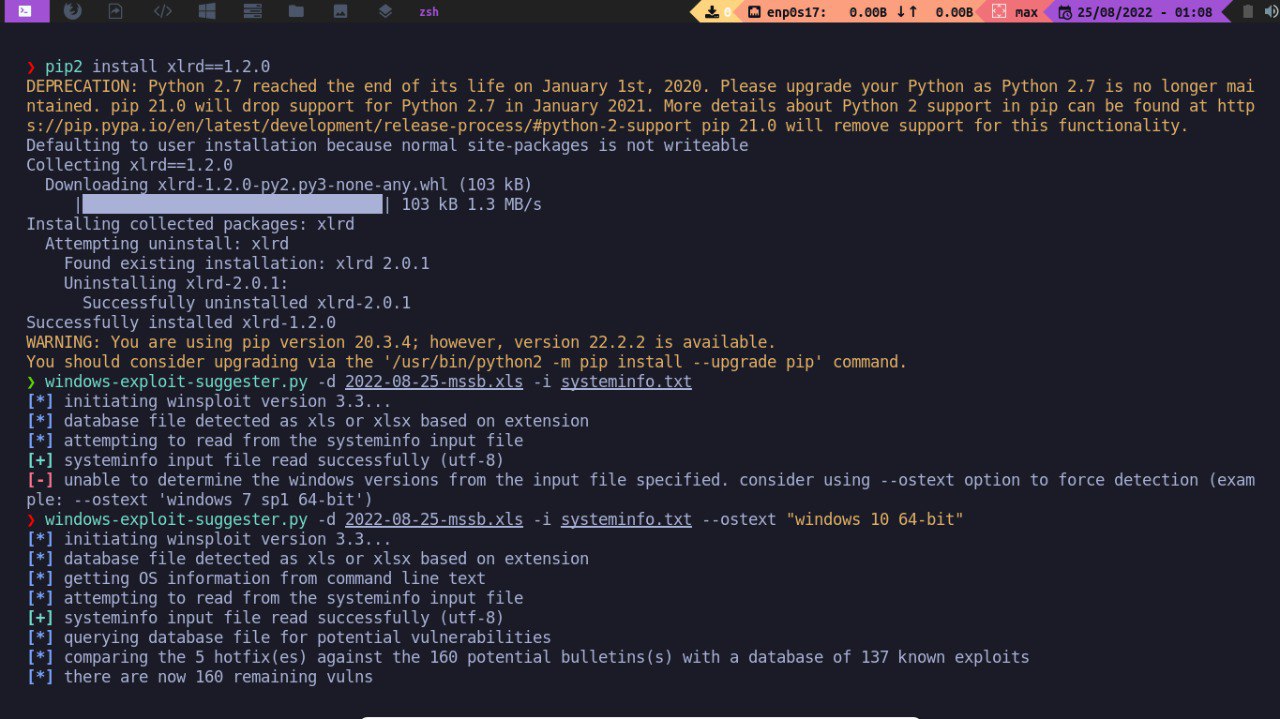 zsh
0 enp0s17: 0.00B ↓↑ 0.00B max 25/08/2022 - 01:08
❯ pip2 install xlrd==1.2.0
DEPRECATION: Python 2.7 reached the end of its life on January 1st, 2020. Please upgrade your Python as Python 2.7 is no longer mai
ntained. pip 21.0 will drop support for Python 2.7 in January 2021. More details about Python 2 support in pip can be found at http
s://pip.pypa.io/en/latest/development/release-process/#python-2-support pip 21.0 will remove support for this functionality.
Defaulting to user installation because normal site-packages is not writeable
Collecting xlrd==1.2.0
  Downloading xlrd-1.2.0-py2.py3-none-any.whl (103 kB)
     |████████████████████████████████| 103 kB 1.3 MB/s
Installing collected packages: xlrd
  Attempting uninstall: xlrd
    Found existing installation: xlrd 2.0.1
    Uninstalling xlrd-2.0.1:
      Successfully uninstalled xlrd-2.0.1
Successfully installed xlrd-1.2.0
WARNING: You are using pip version 20.3.4; however, version 22.2.2 is available.
You should consider upgrading via the '/usr/bin/python2 -m pip install --upgrade pip' command.
❯ windows-exploit-suggester.py -d 2022-08-25-mssb.xls -i systeminfo.txt
[*] initiating winsploit version 3.3...
[*] database file detected as xls or xlsx based on extension
[*] attempting to read from the systeminfo input file
[+] systeminfo input file read successfully (utf-8)
[-] unable to determine the windows versions from the input file specified. consider using --ostext option to force detection (exam
ple: --ostext 'windows 7 sp1 64-bit')
❯ windows-exploit-suggester.py -d 2022-08-25-mssb.xls -i systeminfo.txt --ostext "windows 10 64-bit"
[*] initiating winsploit version 3.3...
[*] database file detected as xls or xlsx based on extension
[*] getting OS information from command line text
[*] attempting to read from the systeminfo input file
[+] systeminfo input file read successfully (utf-8)
[*] querying database file for potential vulnerabilities
[*] comparing the 5 hotfix(es) against the 160 potential bulletins(s) with a database of 137 known exploits
[*] there are now 160 remaining vulns